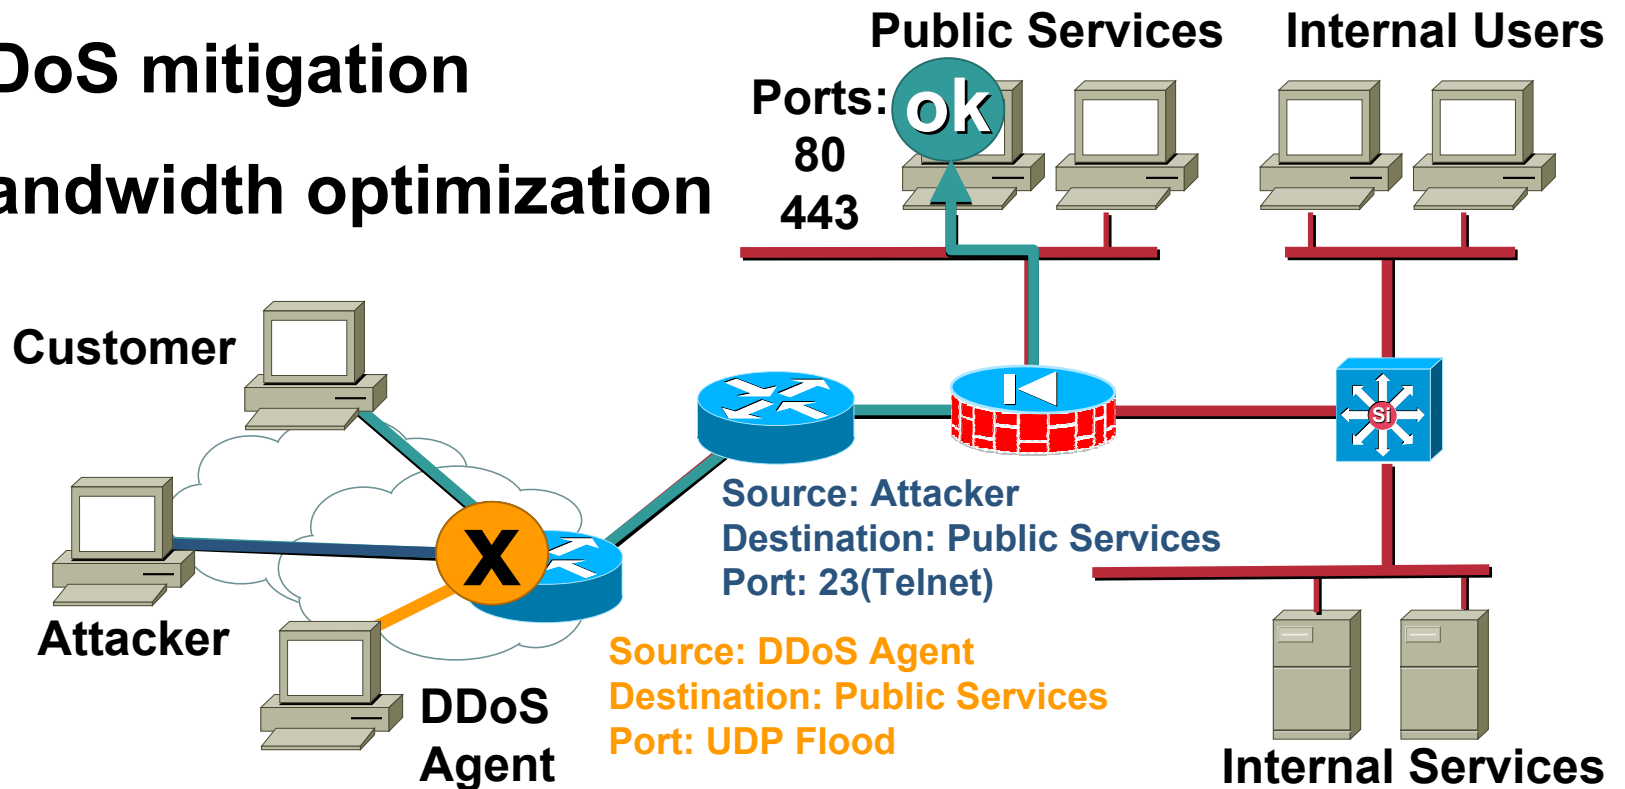 DoS mitigation
andwidth optimization
Public Services
Internal Users
Ports:
80
443
ok
Customer
Si
X
Attacker
Source: Attacker
Destination: Public Services
Port: 23(Telnet)
DDoS
Agent
Source: DDoS Agent
Destination: Public Services
Port: UDP Flood
Internal Services